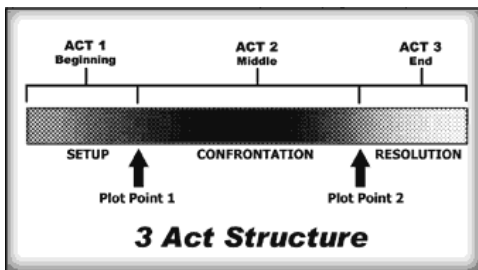 ACT 1
Beginning
ACT 2
Middle
ACT 3
End
SETUP
CONFRONTATION
RESOLUTION
Plot Point 1
Plot Point 2
3 Act Structure